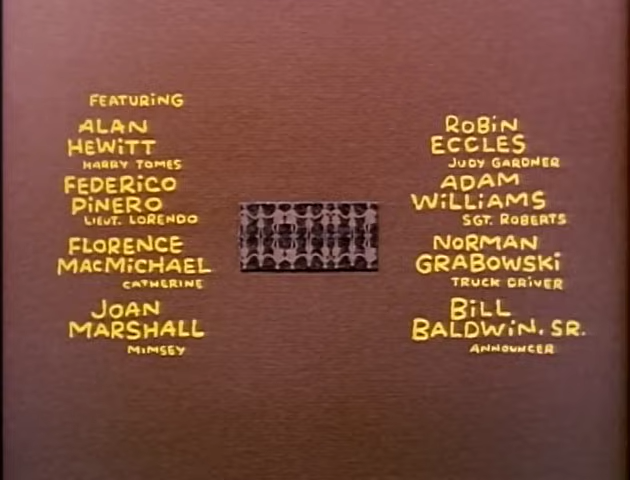 FEATURING
ALAN
HEWITT
HARRY TOMES
FEDERICO
PINERO
LIEUT. LORENDO
FLORENCE
MACMICHAEL
CATHERINE
JOAN
MARSHALL
MIMSEY
ROBIN
ECCLES
JUDY GARDNER
ADAM
WILLIAMS
SGT. ROBERTS
NORMAN
GRABOWSKI
TRUCK DRIVER
BILL
BALDWIN, SR.
ANNOUNCER